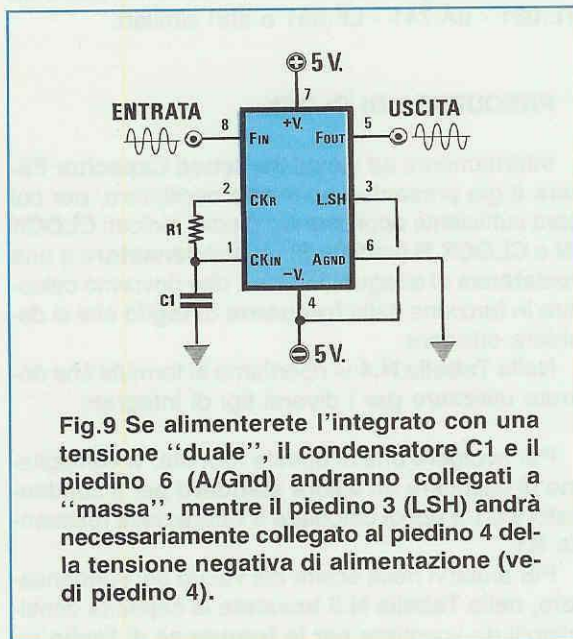 ⊕ 5 V.
7
ENTRATA
USCITA
8
+V.
5
FIN
FOUT
2
3
CKR
LSH
R1
1
6
CKIN
AGND
-V.
C1
4
⊖ 5V.
Fig.9 Se alimenterete l'integrato con una
tensione "duale" il condensatore C1 e il
piedino 6 (A/Gnd) andranno collegati a
"massa", mentre il piedino 3 (LSH) andrà
necessariamente collegato al piedino 4 del-
la tensione negativa di alimentazione (ve-
di piedino 4).